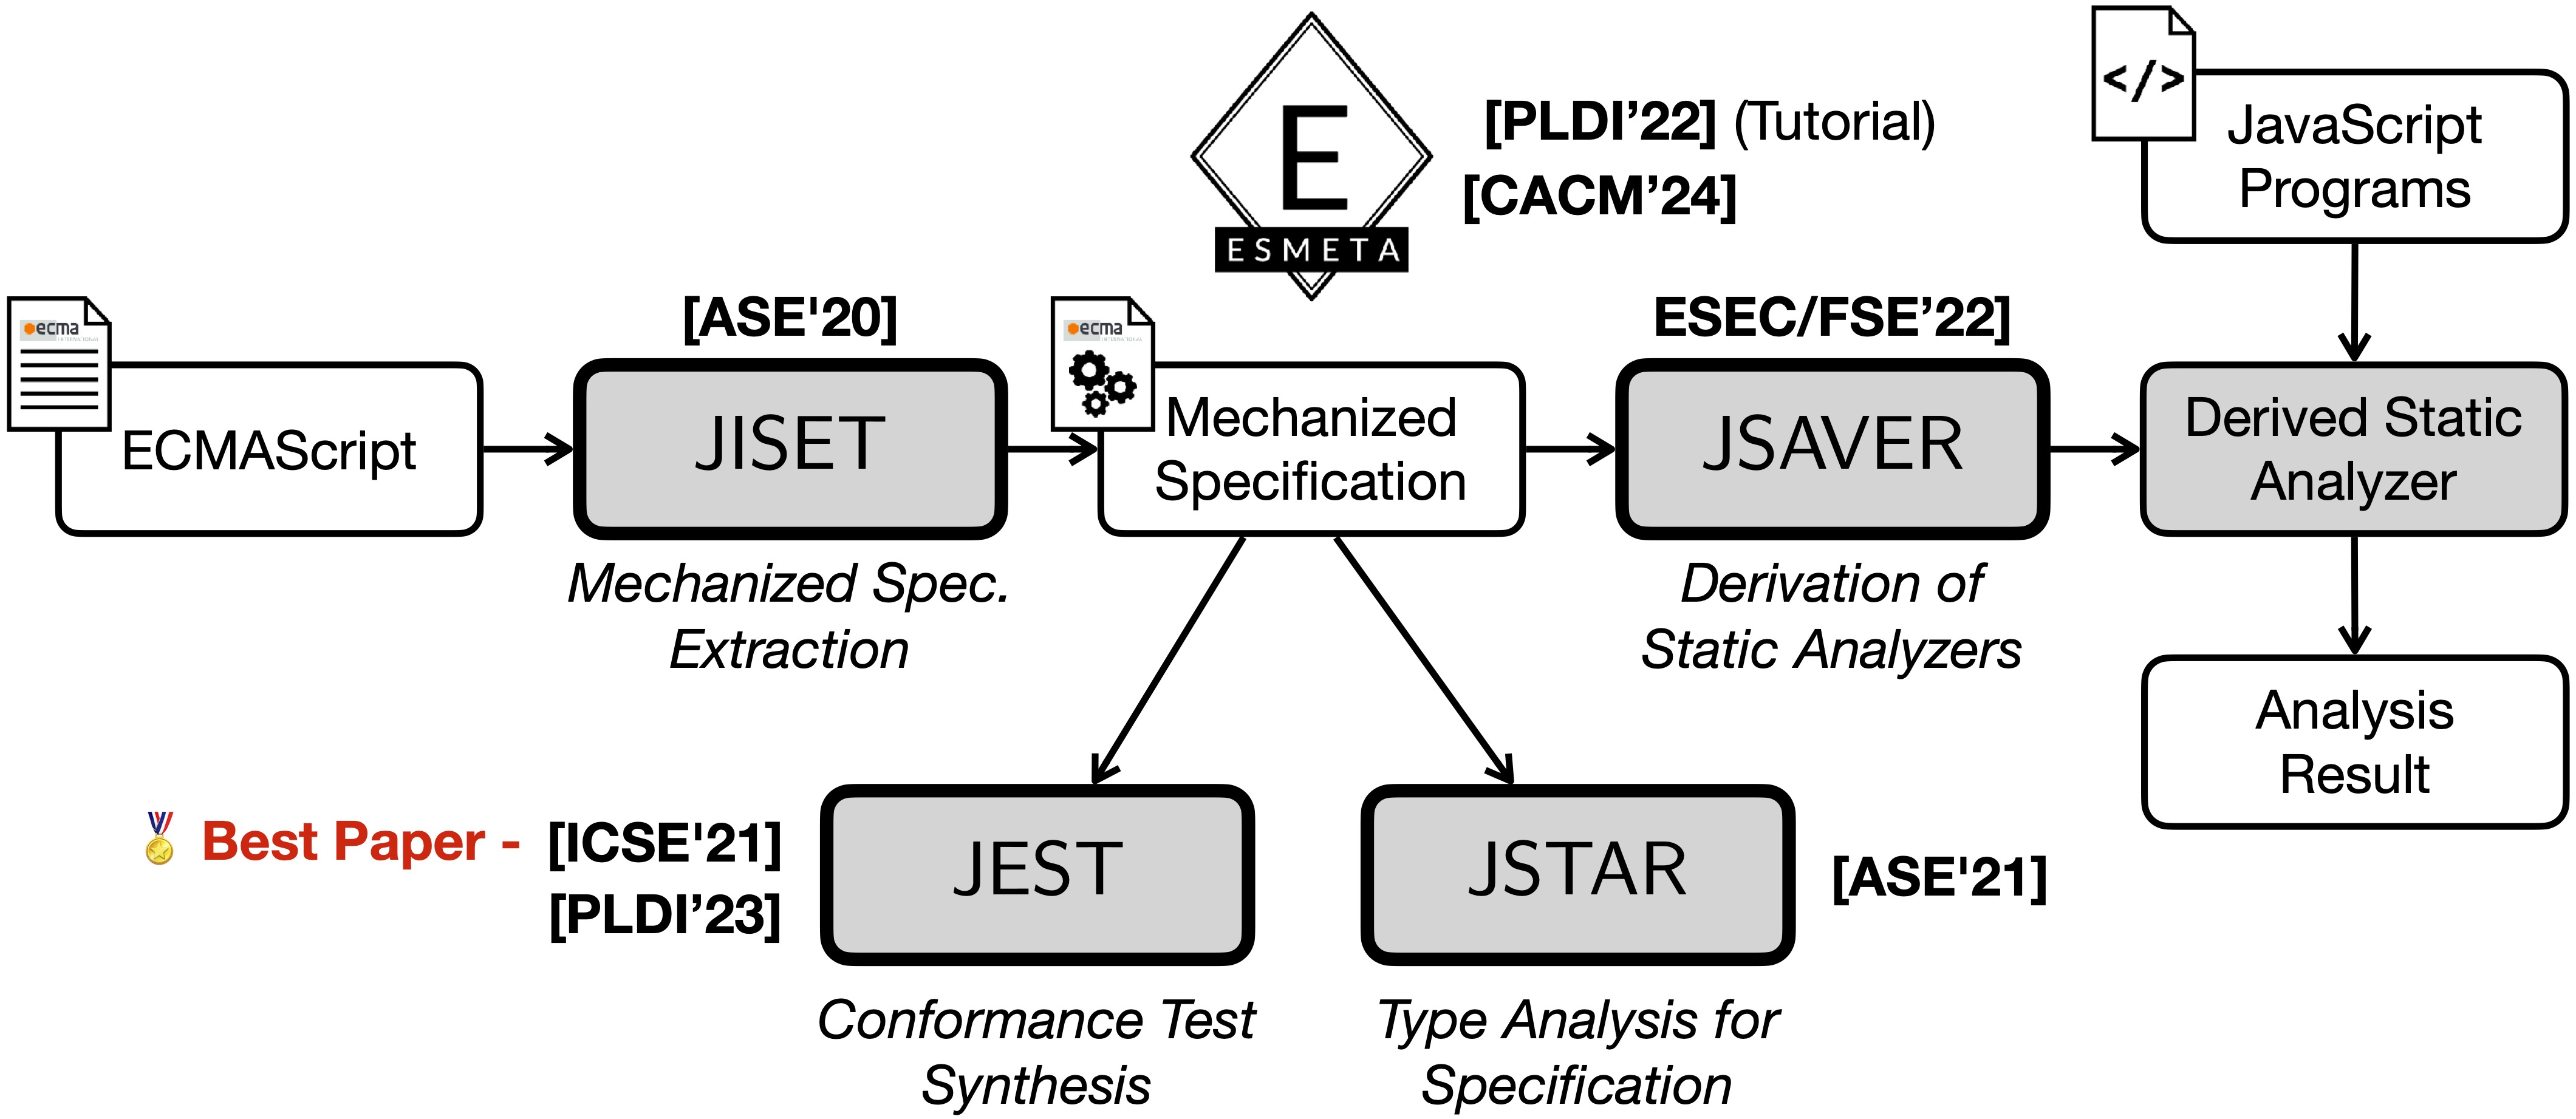 E
ESMETA
[PLDI’22] (Tutorial)
[CACM’24]
</>
JavaScript
Programs
ecma
ECMAScript
[ASE'20]
JISET
Mechanized Spec.
Extraction
ecma
Mechanized
Specification
ESEC/FSE’22]
JSAVER
Derivation of
Static Analyzers
Derived Static
Analyzer
Analysis
Result
Best Paper - [ICSE'21]
[PLDI’23]
JEST
Conformance Test
Synthesis
JSTAR
[ASE'21]
Type Analysis for
Specification